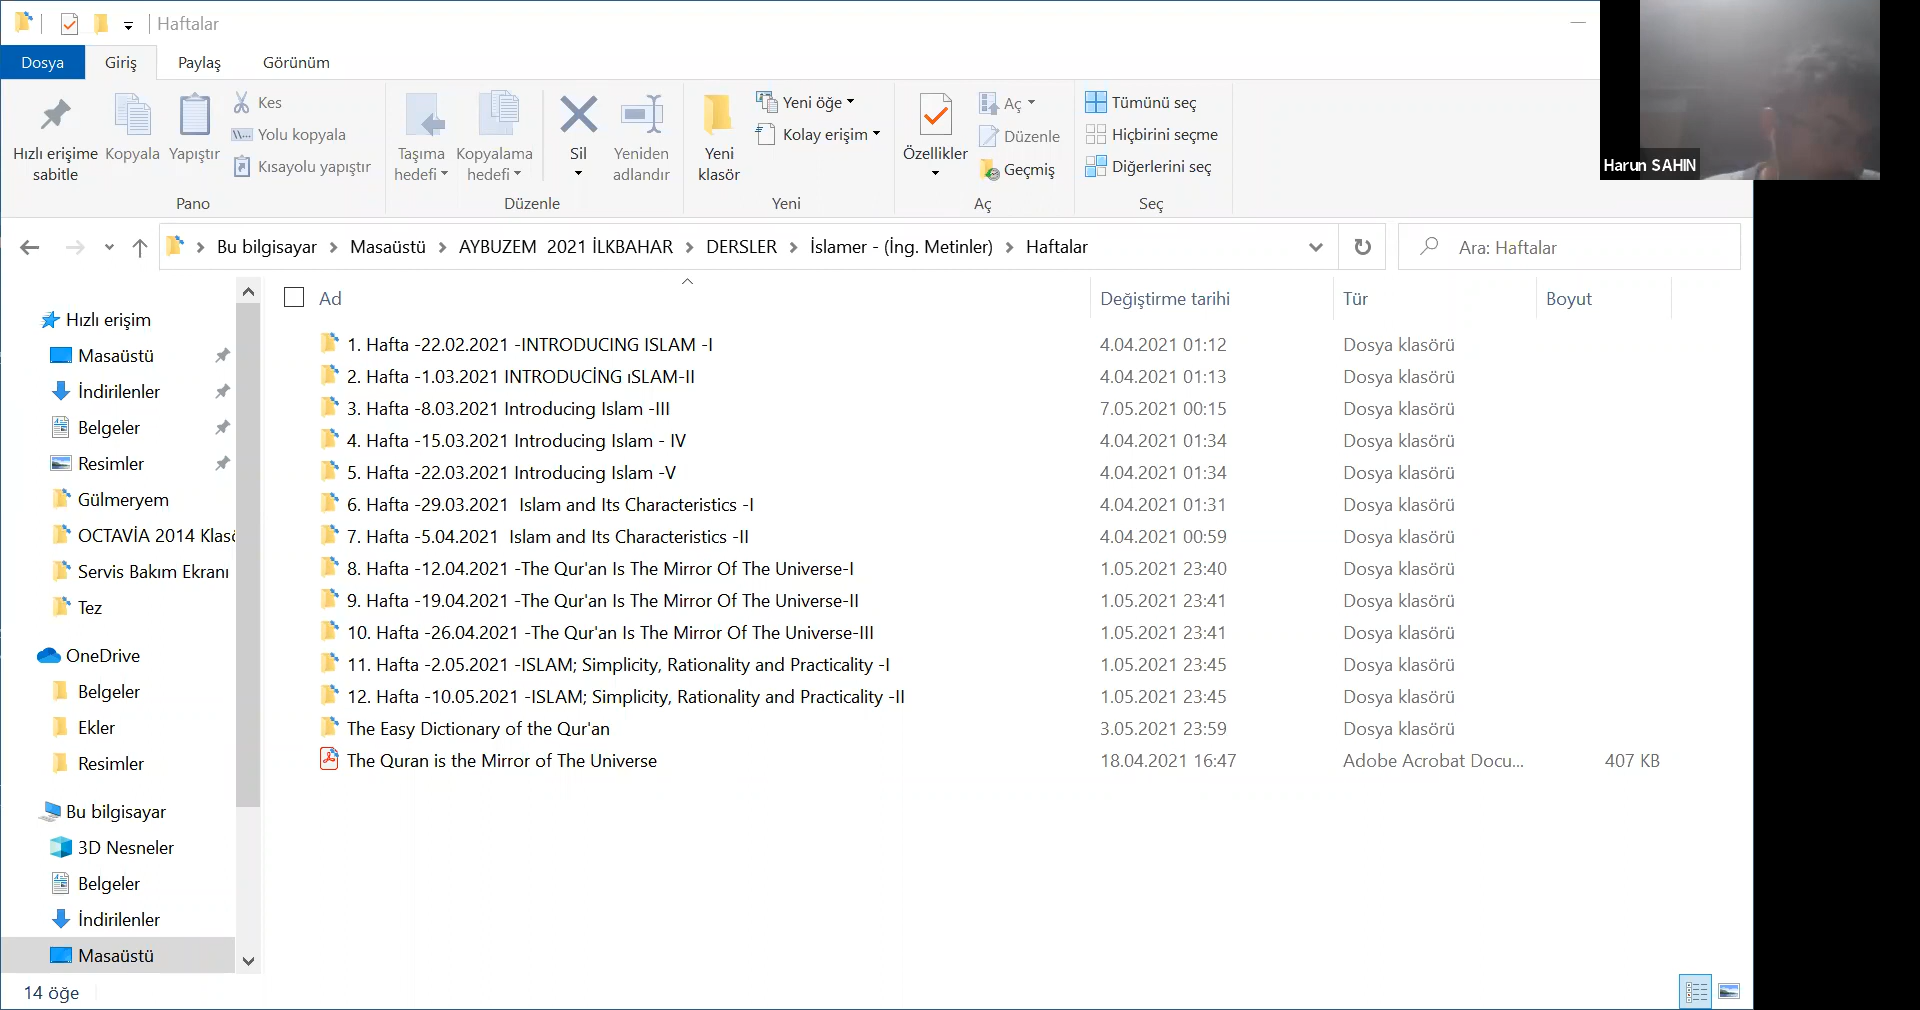 Haftalar
Dosya Giriş Paylaş Görünüm
Hızlı erişime sabitle
Kopyala
Yapıştır
Kes
Yolu kopyala
Kısayolu yapıştır
Pano
Taşıma hedefi
Kopyalama hedefi
Sil
Yeniden adlandır
Düzenle
Yeni klasör
Yeni öğe
Kolay erişim
Yeni
Özellikler
Aç
Düzenle
Geçmiş
Aç
Tümünü seç
Hiçbirini seçme
Diğerlerini seç
Seç
Harun SAHIN
Bu bilgisayar > Masaüstü > AYBUZEM 2021 İLKBAHAR > DERSLER > İslamer - (İng. Metinler) > Haftalar
Ara: Haftalar
Hızlı erişim
Masaüstü
İndirilenler
Belgeler
Resimler
Gülmeryem
OCTAVİA 2014 Klasö
Servis Bakım Ekranı
Tez
OneDrive
Belgeler
Ekler
Resimler
Bu bilgisayar
3D Nesneler
Belgeler
İndirilenler
Masaüstü
Ad Değiştirme tarihi Tür Boyut
1. Hafta -22.02.2021 -INTRODUCING ISLAM -I 4.04.2021 01:12 Dosya klasörü
2. Hafta -1.03.2021 INTRODUCİNG ıSLAM-II 4.04.2021 01:13 Dosya klasörü
3. Hafta -8.03.2021 Introducing Islam -III 7.05.2021 00:15 Dosya klasörü
4. Hafta -15.03.2021 Introducing Islam - IV 4.04.2021 01:34 Dosya klasörü
5. Hafta -22.03.2021 Introducing Islam -V 4.04.2021 01:34 Dosya klasörü
6. Hafta -29.03.2021 Islam and Its Characteristics -I 4.04.2021 01:31 Dosya klasörü
7. Hafta -5.04.2021 Islam and Its Characteristics -II 4.04.2021 00:59 Dosya klasörü
8. Hafta -12.04.2021 -The Qur'an Is The Mirror Of The Universe-I 1.05.2021 23:40 Dosya klasörü
9. Hafta -19.04.2021 -The Qur'an Is The Mirror Of The Universe-II 1.05.2021 23:41 Dosya klasörü
10. Hafta -26.04.2021 -The Qur'an Is The Mirror Of The Universe-III 1.05.2021 23:41 Dosya klasörü
11. Hafta -2.05.2021 -ISLAM; Simplicity, Rationality and Practicality -I 1.05.2021 23:45 Dosya klasörü
12. Hafta -10.05.2021 -ISLAM; Simplicity, Rationality and Practicality -II 1.05.2021 23:45 Dosya klasörü
The Easy Dictionary of the Qur'an 3.05.2021 23:59 Dosya klasörü
The Quran is the Mirror of The Universe 18.04.2021 16:47 Adobe Acrobat Docu... 407 KB
14 öğe